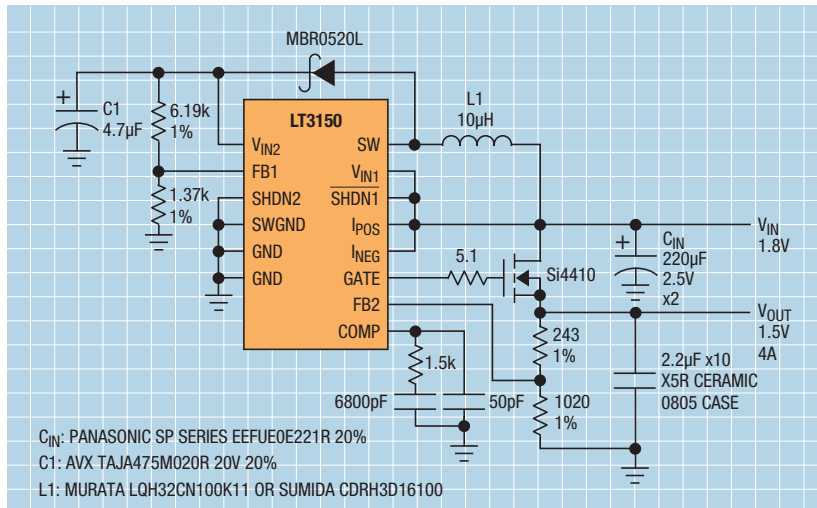 MBR0520L
C1
4.7µF
+
6.19k
1%
1.37k
1%
LT3150
VIN2
FB1
SHDN2
SWGND
GND
GND
SW
VIN1
SHDN1
IPOS
INEG
GATE
FB2
COMP
L1
10µH
5.1
Si4410
+
CIN
220µF
2.5V
x2
VIN
1.8V
VOUT
1.5V
4A
243
1%
1020
1%
2.2µF x10
X5R CERAMIC
0805 CASE
1.5k
6800pF
50pF
CIN: PANASONIC SP SERIES EEFUE0E221R 20%
C1: AVX TAJA475M020R 20V 20%
L1: MURATA LQH32CN100K11 OR SUMIDA CDRH3D16100